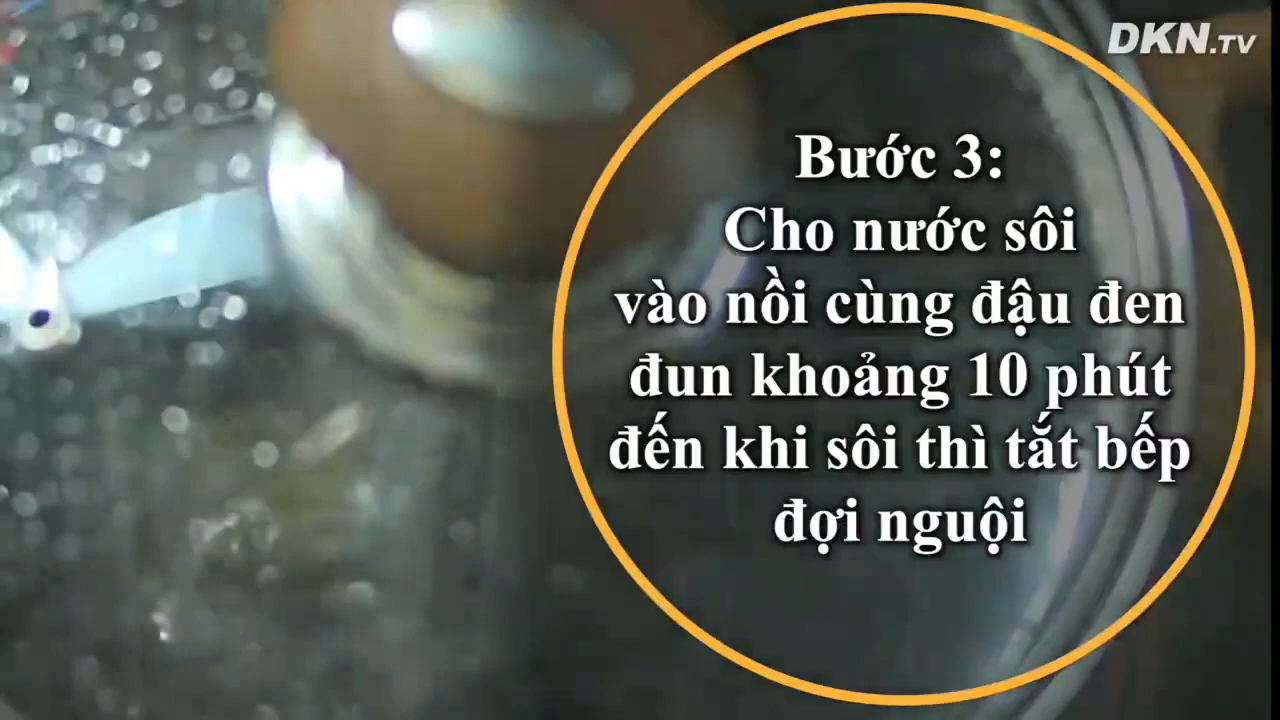 DKN.TV
Bước 3:
Cho nước sôi
vào nồi cùng đậu đen
đun khoảng 10 phút
đến khi sôi thì tắt bếp
đợi nguội